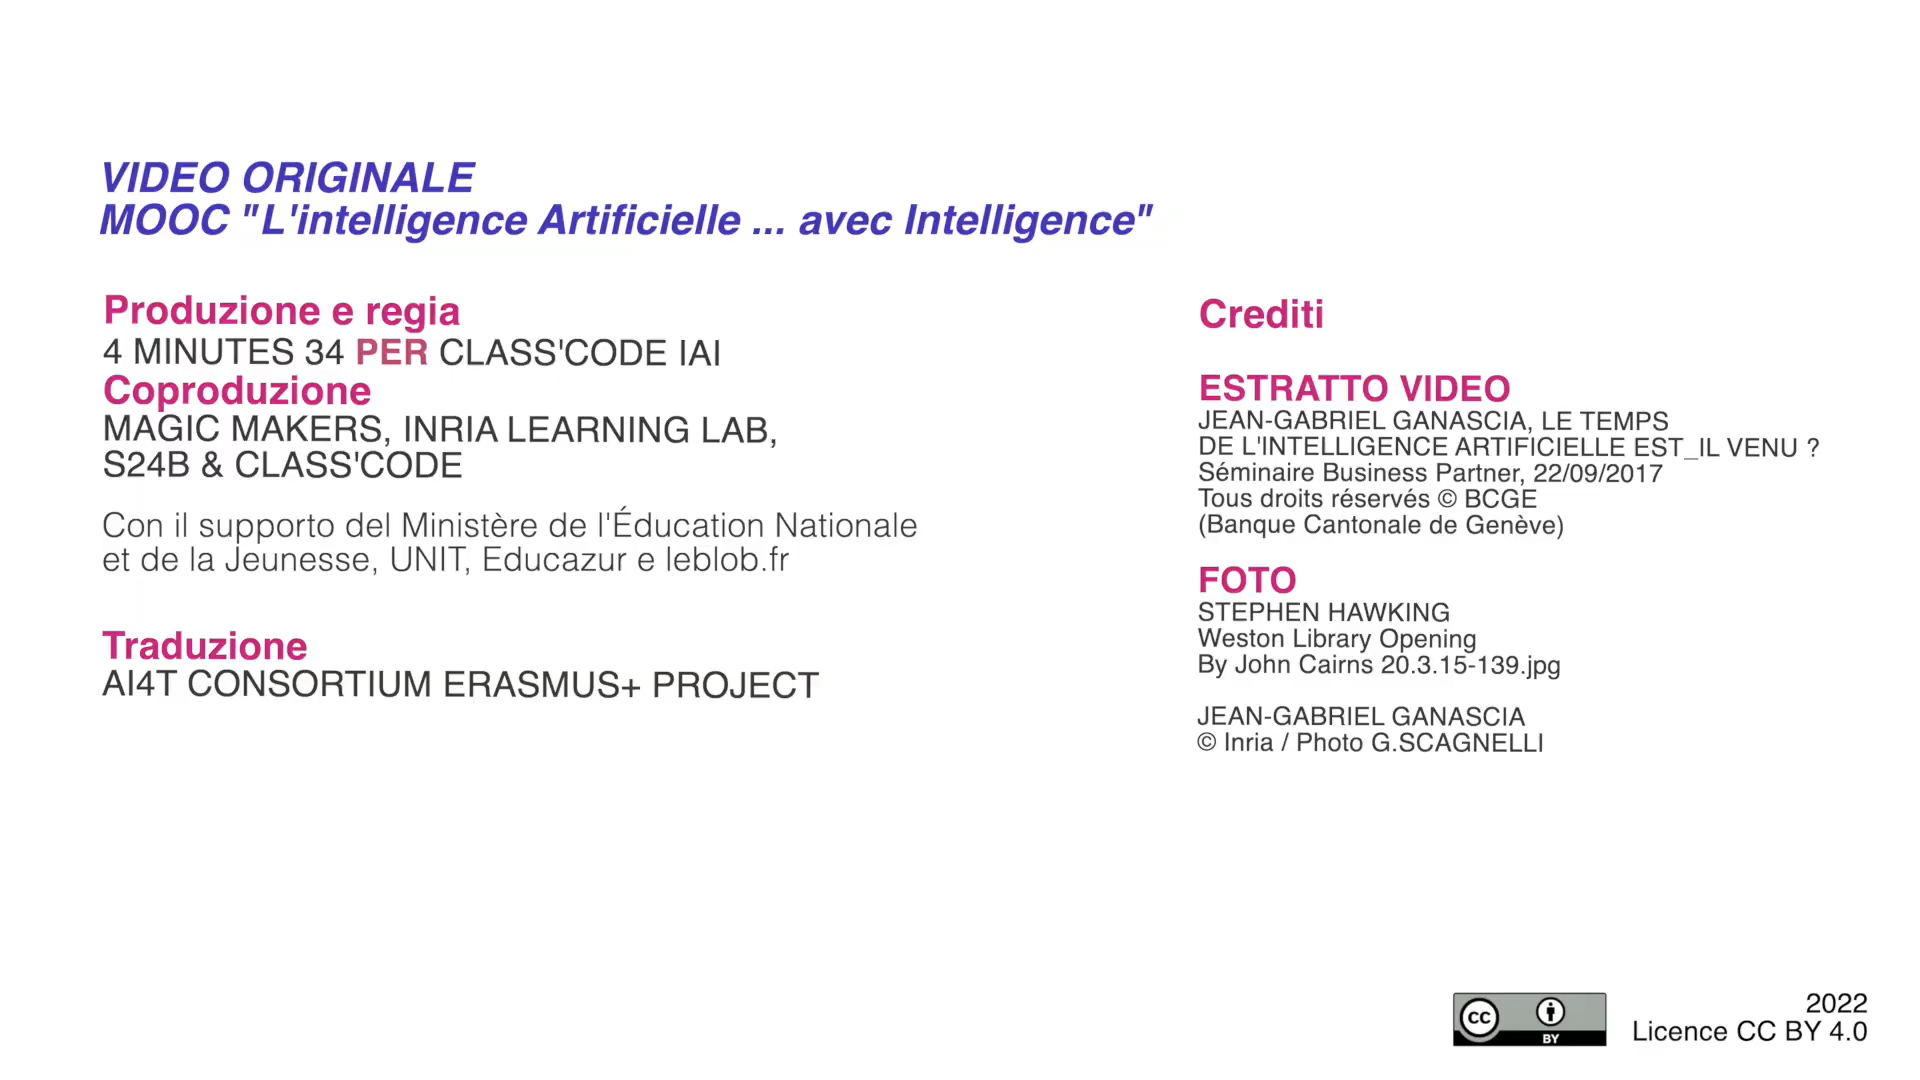 VIDEO ORIGINALE
MOOC "L'intelligence Artificielle ... avec Intelligence"
Produzione e regia
4 MINUTES 34 PER CLASS'CODE IAI
Coproduzione
MAGIC MAKERS, INRIA LEARNING LAB,
S24B & CLASS'CODE
Con il supporto del Ministère de l'Éducation Nationale
et de la Jeunesse, UNIT, Educazur e leblob.fr
Traduzione
AI4T CONSORTIUM ERASMUS+ PROJECT
Crediti
ESTRATTO VIDEO
JEAN-GABRIEL GANASCIA, LE TEMPS
DE L'INTELLIGENCE ARTIFICIELLE EST_IL VENU ?
Séminaire Business Partner, 22/09/2017
Tous droits réservés © BCGE
(Banque Cantonale de Genève)
FOTO
STEPHEN HAWKING
Weston Library Opening
By John Cairns 20.3.15-139.jpg
JEAN-GABRIEL GANASCIA
© Inria / Photo G.SCAGNELLI
cc BY
2022
Licence CC BY 4.0